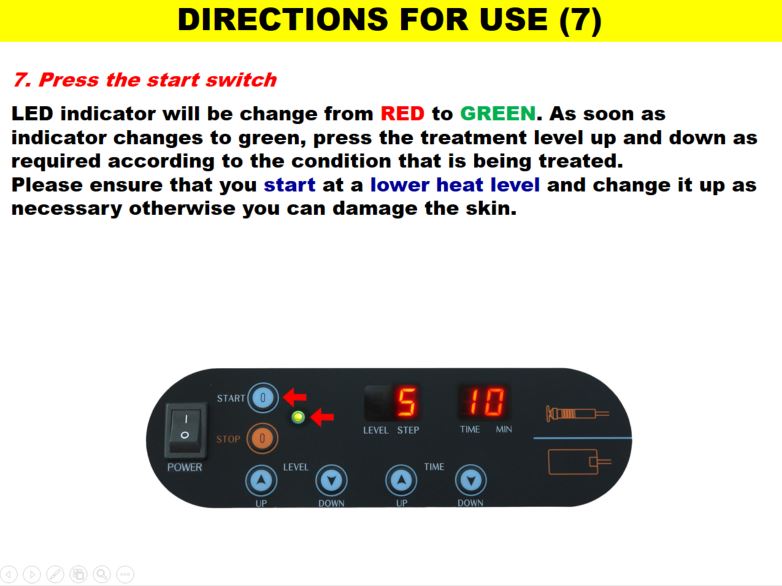 DIRECTIONS FOR USE (7)
7. Press the start switch
LED indicator will be change from RED to GREEN. As soon as
indicator changes to green, press the treatment level up and down as
required according to the condition that is being treated.
Please ensure that you start at a lower heat level and change it up as
necessary otherwise you can damage the skin.
START
5
10
LEVEL STEP
TIME MIN
STOP
POWER
LEVEL
TIME
UP
DOWN
UP
DOWN